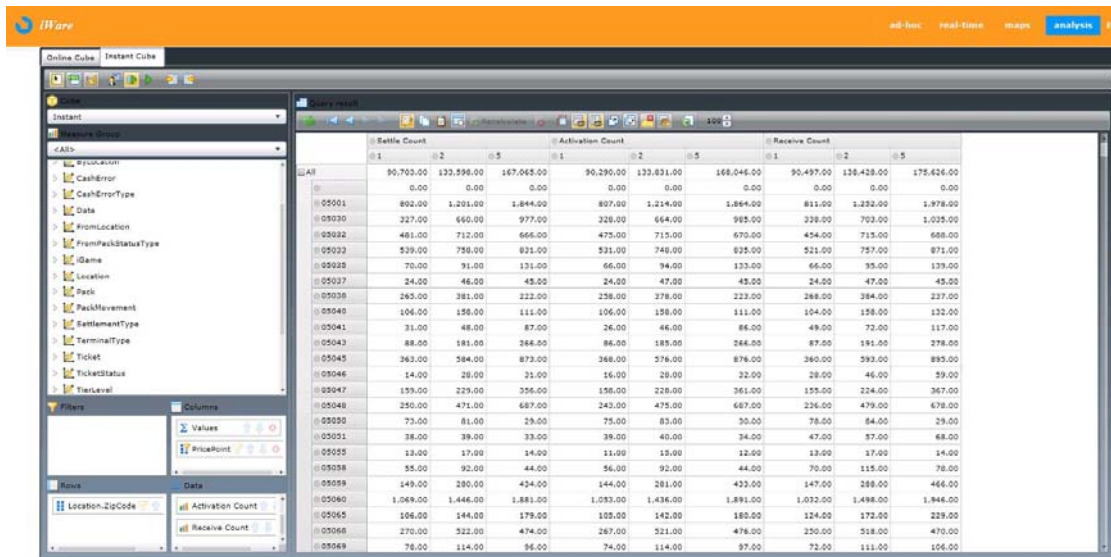 iWare
ad-hoc real-time maps analysis
Online Cube Instant Cube
Cube
Instant
Measure Group
<All>
ByLocation
CashError
CashErrorType
Data
FromLocation
FromPackStatusType
iGame
Location
Pack
PackMovement
SettlementType
TerminalType
Ticket
TicketStatus
TierLevel
Filters
Columns
Values
PricePoint
Rows
Data
Location.ZipCode
Activation Count
Receive Count
Query result
Recalculate 100
Settle Count Activation Count Receive Count
1 2 5 1 2 5 1 2 5
All 90,703.00 133,598.00 167,065.00 90,290.00 133,831.00 168,046.00 90,497.00 138,428.00 175,626.00
0.00 0.00 0.00 0.00 0.00 0.00 0.00 0.00 0.00
05001 802.00 1,201.00 1,844.00 807.00 1,214.00 1,864.00 811.00 1,252.00 1,978.00
05030 327.00 660.00 977.00 328.00 664.00 985.00 338.00 703.00 1,035.00
05032 481.00 712.00 666.00 475.00 715.00 670.00 454.00 715.00 688.00
05033 539.00 758.00 831.00 531.00 748.00 835.00 521.00 757.00 871.00
05035 70.00 91.00 131.00 66.00 94.00 133.00 66.00 95.00 139.00
05037 24.00 46.00 45.00 24.00 47.00 45.00 24.00 47.00 45.00
05038 265.00 381.00 222.00 258.00 378.00 223.00 268.00 384.00 237.00
05040 106.00 158.00 111.00 106.00 158.00 111.00 104.00 158.00 132.00
05041 31.00 48.00 87.00 26.00 46.00 86.00 49.00 72.00 117.00
05043 88.00 181.00 266.00 86.00 185.00 266.00 87.00 191.00 278.00
05045 363.00 584.00 873.00 368.00 576.00 876.00 360.00 593.00 895.00
05046 14.00 28.00 31.00 16.00 28.00 32.00 28.00 46.00 59.00
05047 159.00 229.00 356.00 158.00 228.00 361.00 155.00 224.00 367.00
05048 250.00 471.00 687.00 243.00 475.00 687.00 236.00 479.00 678.00
05050 73.00 81.00 29.00 75.00 83.00 30.00 78.00 84.00 29.00
05051 38.00 39.00 33.00 39.00 40.00 34.00 47.00 57.00 68.00
05055 13.00 17.00 14.00 11.00 15.00 12.00 13.00 17.00 14.00
05058 55.00 92.00 44.00 56.00 92.00 44.00 70.00 115.00 78.00
05059 149.00 280.00 434.00 144.00 281.00 433.00 147.00 288.00 466.00
05060 1,069.00 1,446.00 1,881.00 1,053.00 1,436.00 1,891.00 1,032.00 1,498.00 1,946.00
05065 106.00 144.00 179.00 105.00 142.00 180.00 124.00 172.00 229.00
05068 270.00 522.00 474.00 267.00 521.00 476.00 250.00 518.00 470.00
05069 78.00 114.00 96.00 74.00 114.00 97.00 72.00 111.00 106.00